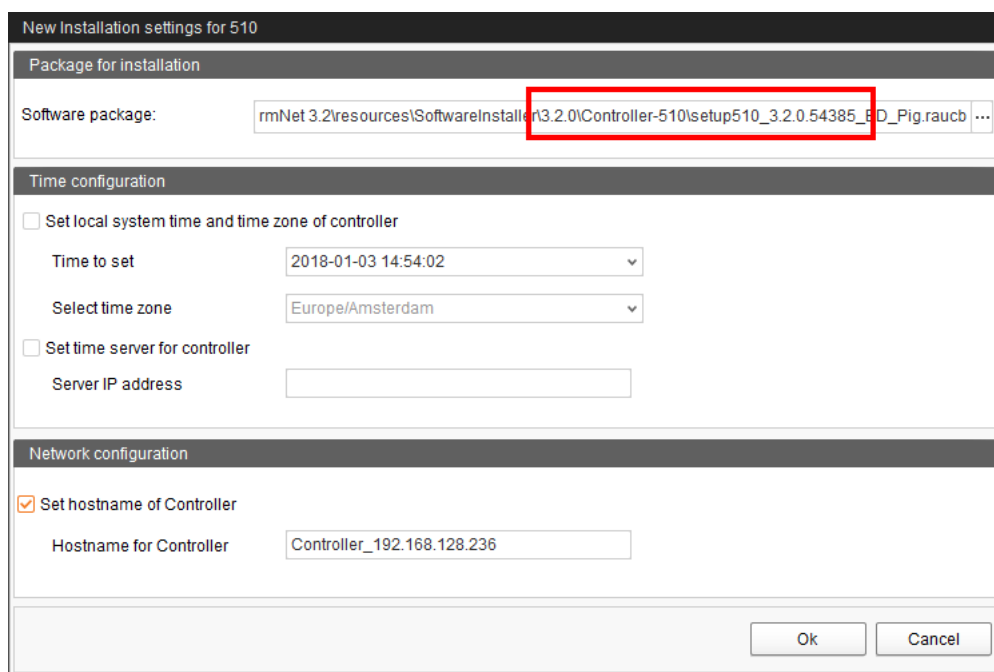 New Installation settings for 510
Package for installation
Software package: rmNet 3.2\resources\SoftwareInstaller\3.2.0\Controller-510\setup510_3.2.0.54385_BD_Pig.raucb ...
Time configuration
Set local system time and time zone of controller
Time to set 2018-01-03 14:54:02
Select time zone Europe/Amsterdam
Set time server for controller
Server IP address
Network configuration
Set hostname of Controller
Hostname for Controller Controller_192.168.128.236
Ok Cancel